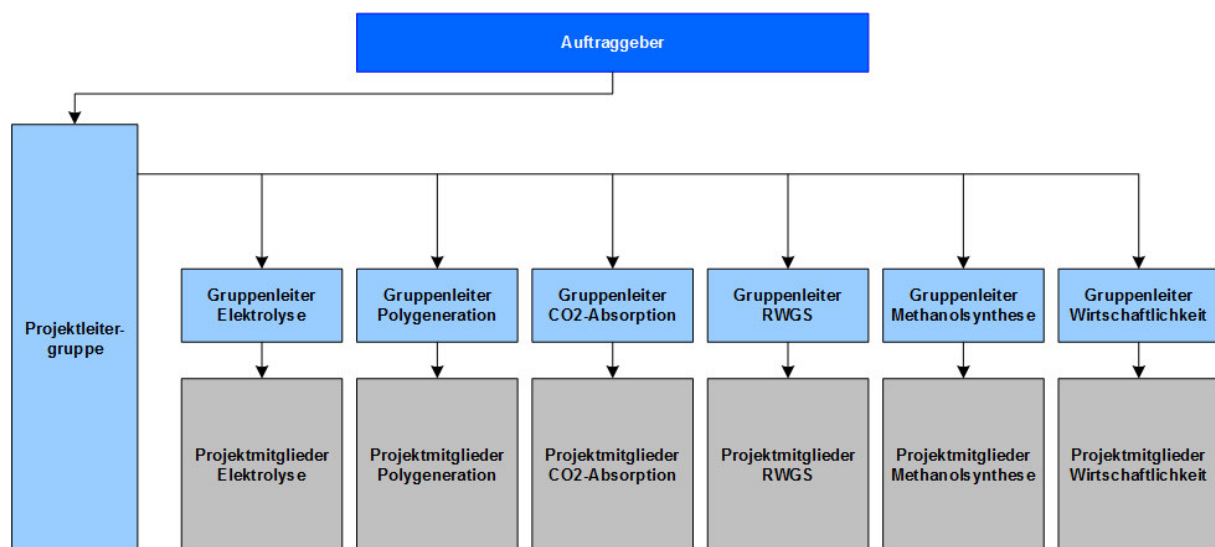 Auftraggeber
Projektleiter-
gruppe
Gruppenleiter
Elektrolyse
Gruppenleiter
Polygeneration
Gruppenleiter
CO2-Absorption
Gruppenleiter
RWGS
Gruppenleiter
Methanolsynthese
Gruppenleiter
Wirtschaftlichkeit
Projektmitglieder
Elektrolyse
Projektmitglieder
Polygeneration
Projektmitglieder
CO2-Absorption
Projektmitglieder
RWGS
Projektmitglieder
Methanolsynthese
Projektmitglieder
Wirtschaftlichkeit